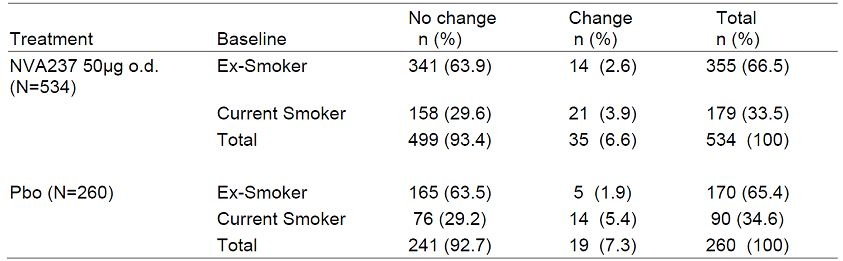 No change Change Total
Treatment Baseline n (%) n (%) n (%)
NVA237 50µg o.d. Ex-Smoker 341 (63.9) 14 (2.6) 355 (66.5)
(N=534)
Current Smoker 158 (29.6) 21 (3.9) 179 (33.5)
Total 499 (93.4) 35 (6.6) 534 (100)
Pbo (N=260) Ex-Smoker 165 (63.5) 5 (1.9) 170 (65.4)
Current Smoker 76 (29.2) 14 (5.4) 90 (34.6)
Total 241 (92.7) 19 (7.3) 260 (100)